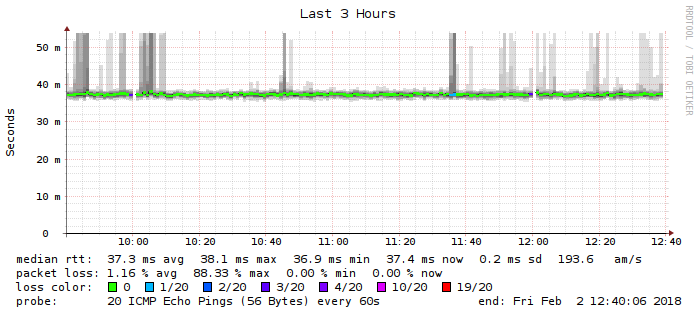 Last 3 Hours
RRDTOOL / TOBI OETIKER
Seconds
50 m
40 m
30 m
20 m
10 m
0
10:00 10:20 10:40 11:00 11:20 11:40 12:00 12:20 12:40
median rtt: 37.3 ms avg 38.1 ms max 36.9 ms min 37.4 ms now 0.2 ms sd 193.6 am/s
packet loss: 1.16 % avg 88.33 % max 0.00 % min 0.00 % now
loss color: 0 1/20 2/20 3/20 4/20 10/20 19/20
probe: 20 ICMP Echo Pings (56 Bytes) every 60s end: Fri Feb 2 12:40:06 2018